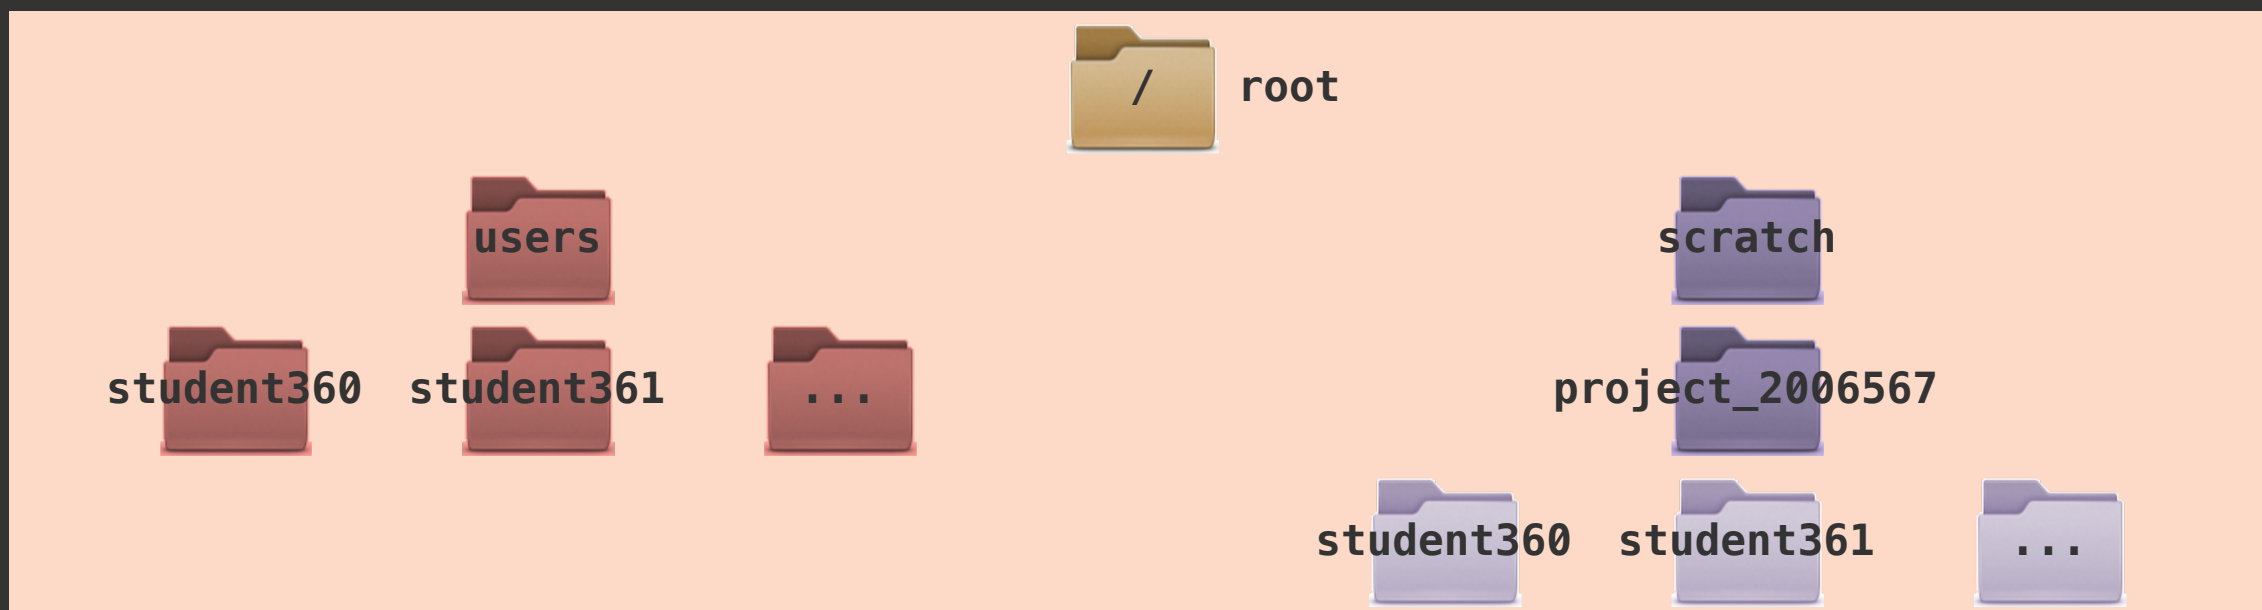 / root
users scratch
student360 student361 ... project_2006567
student360 student361 ...